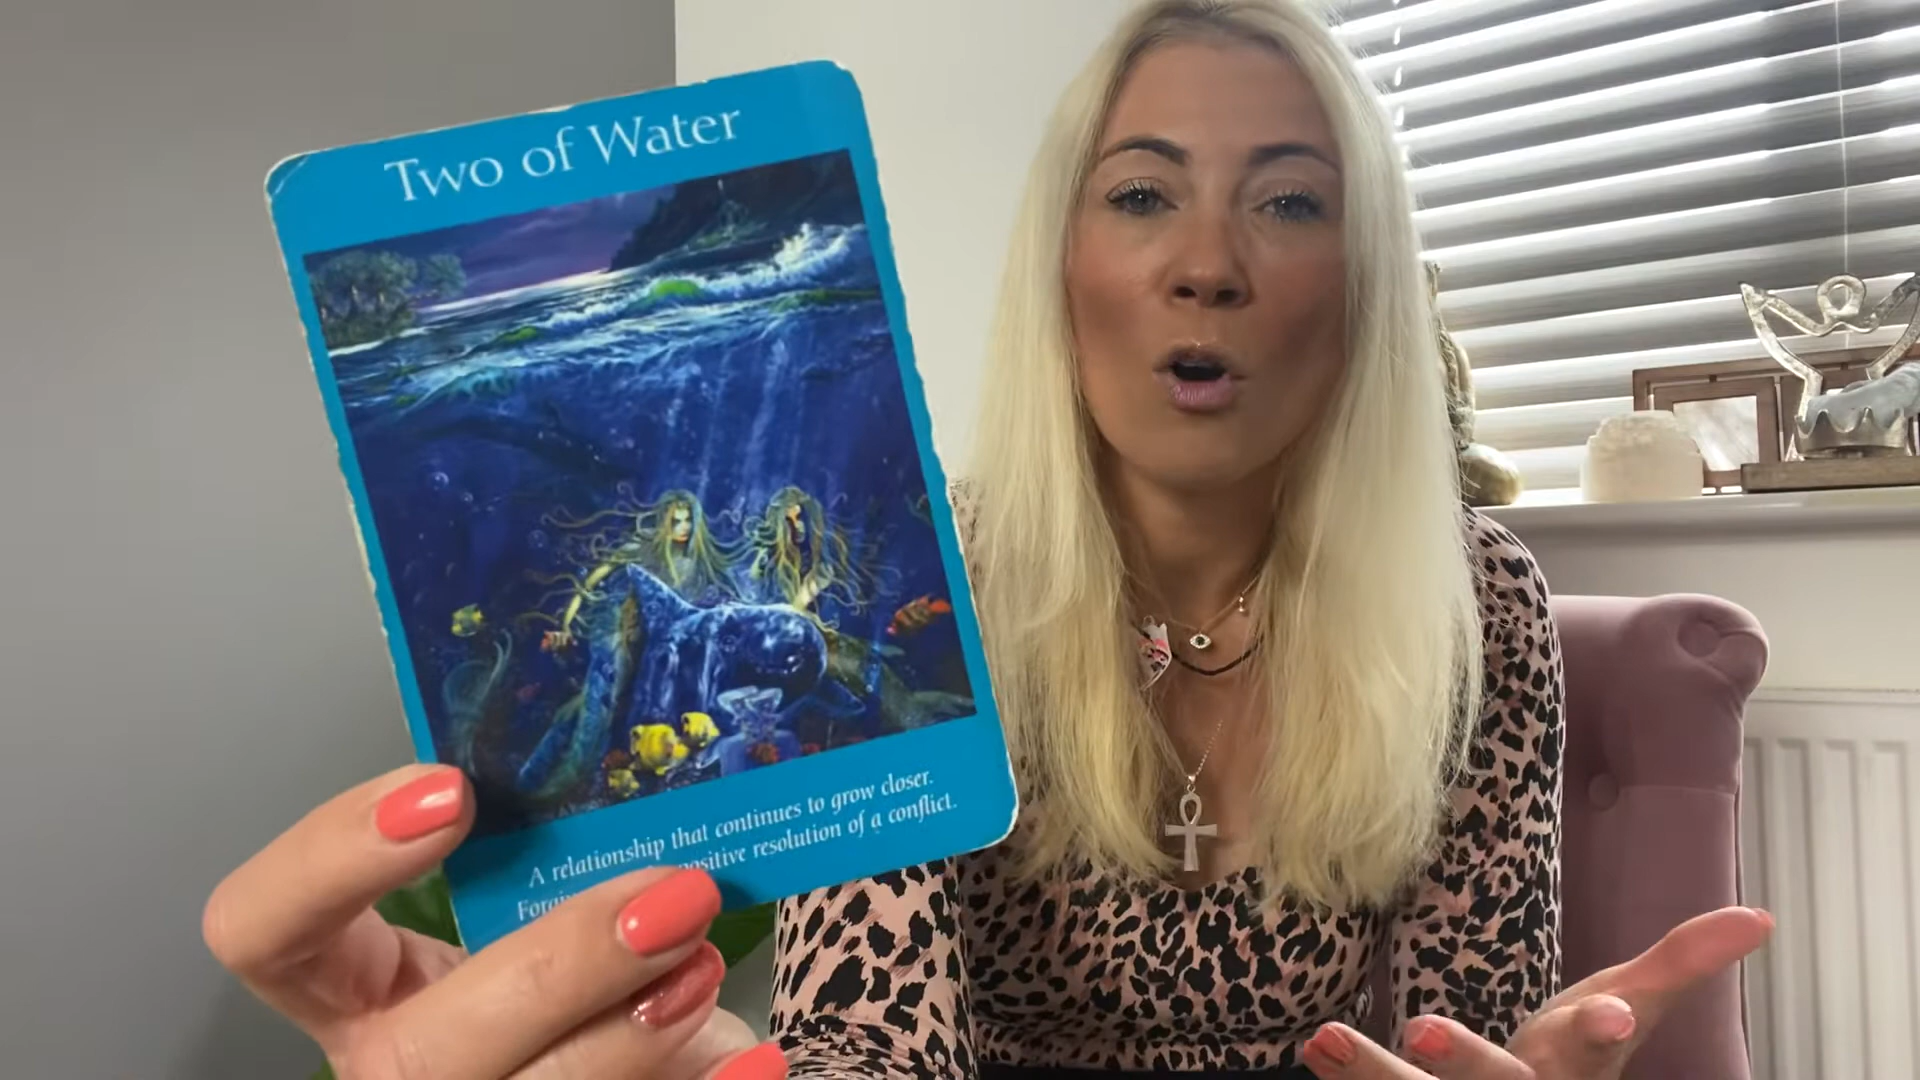 Two of Water
A relationship that continues to grow closer.
positive resolution of a conflict.